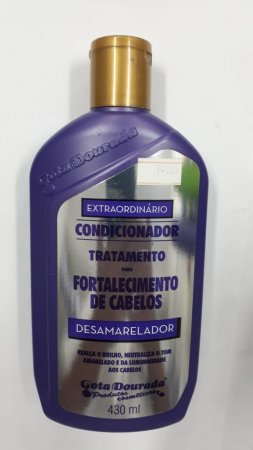 Gota Dourada
EXTRAORDINÁRIO
CONDICIONADOR
TRATAMENTO
PARA
FORTALECIMENTO
DE CABELOS
DESAMARELADOR
REALÇA O BRILHO, NEUTRALIZA O TOM
AMARELADO E DÁ LUMINOSIDADE
AOS CABELOS
Gota Dourada
Produtos cosméticos
430 ml